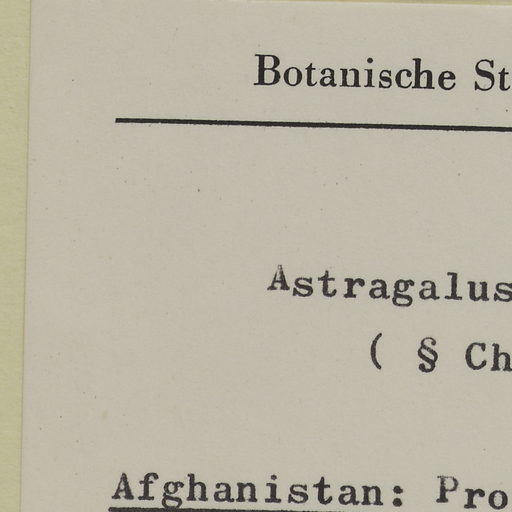 Botanische St
Astragalus
( § Ch
Afghanistan: Pro